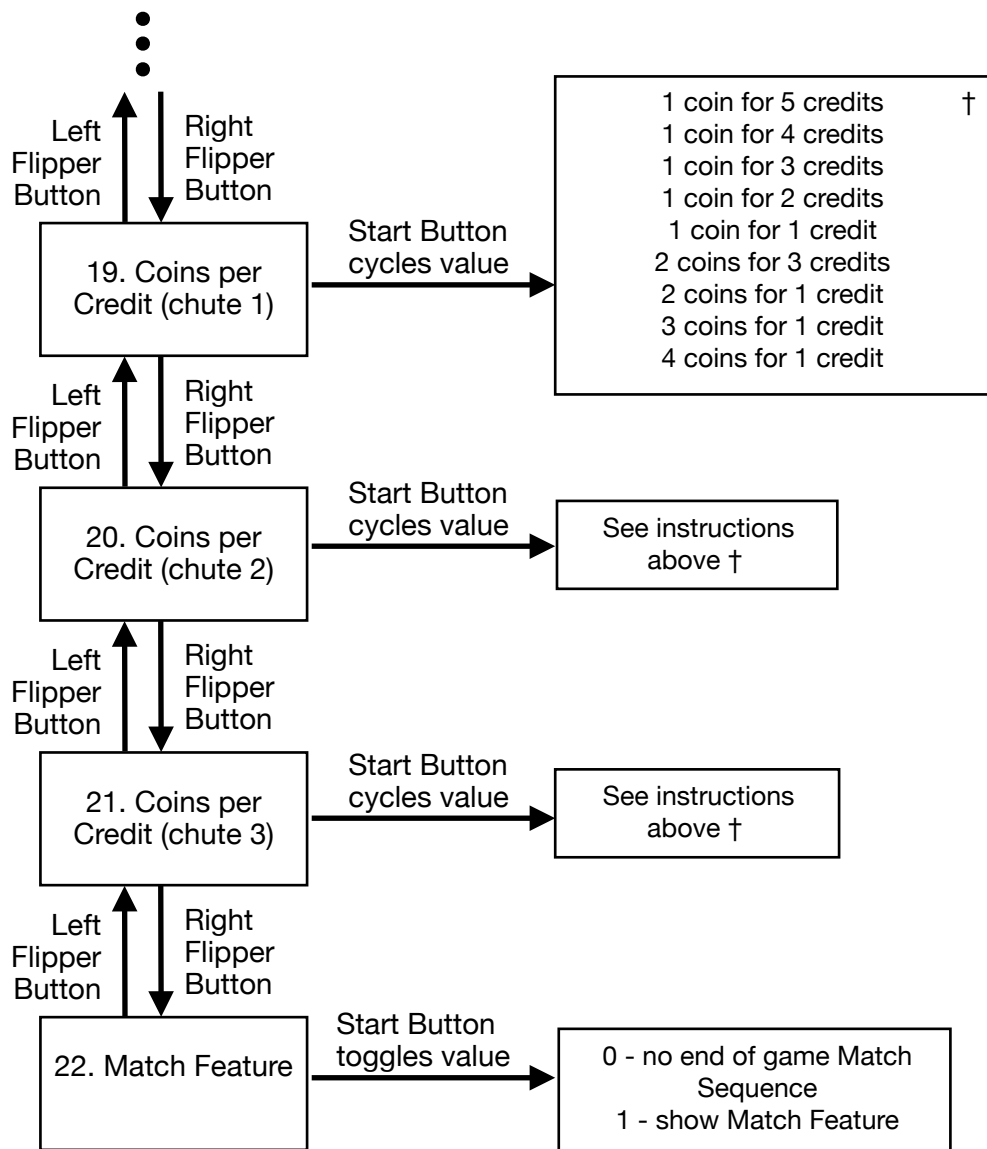 Left
Flipper
Button
Right
Flipper
Button
19. Coins per
Credit (chute 1)
Start Button
cycles value
1 coin for 5 credits †
1 coin for 4 credits
1 coin for 3 credits
1 coin for 2 credits
1 coin for 1 credit
2 coins for 3 credits
2 coins for 1 credit
3 coins for 1 credit
4 coins for 1 credit
Left
Flipper
Button
Right
Flipper
Button
20. Coins per
Credit (chute 2)
Start Button
cycles value
See instructions
above †
Left
Flipper
Button
Right
Flipper
Button
21. Coins per
Credit (chute 3)
Start Button
cycles value
See instructions
above †
Left
Flipper
Button
Right
Flipper
Button
22. Match Feature
Start Button
toggles value
0 - no end of game Match
Sequence
1 - show Match Feature